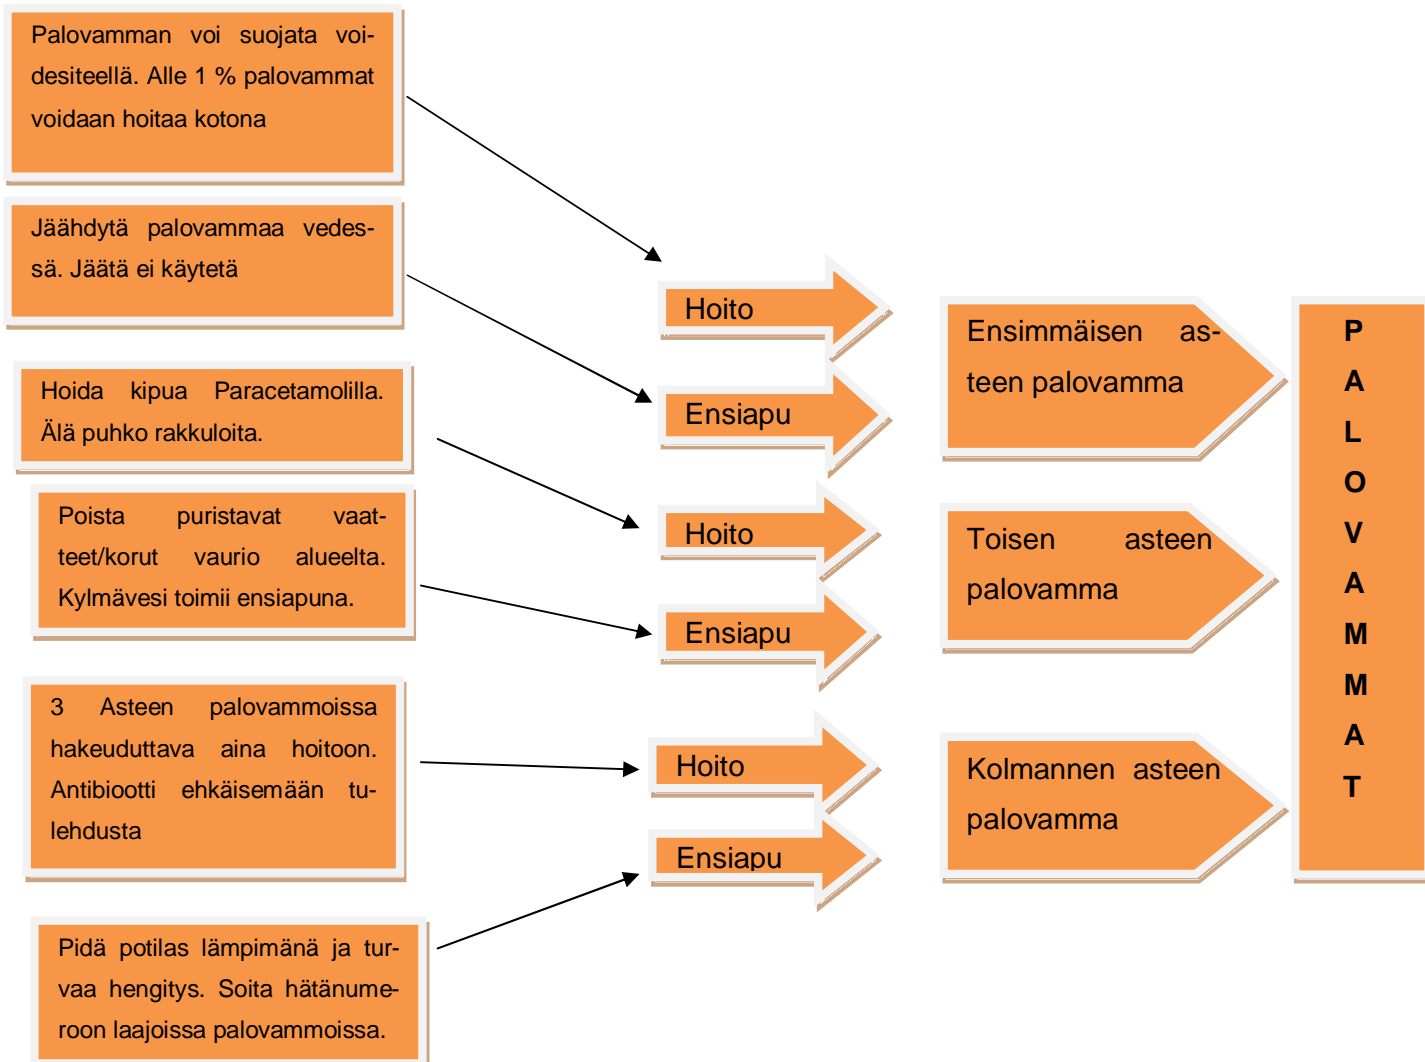 Palovamman voi suojata voi-
desiteellä. Alle 1 % palovammat
voidaan hoitaa kotona
Jäähdytä palovammaa vedes-
sä. Jäätä ei käytetä
Hoida kipua Paracetamolilla.
Älä puhko rakkuloita.
Poista puristavat vaat-
teet/korut vaurio alueelta.
Kylmävesi toimii ensiapuna.
3 Asteen palovammoissa
hakeuduttava aina hoitoon.
Antibiootti ehkäisemään tu-
lehdusta
Pidä potilas lämpimänä ja tur-
vaa hengitys. Soita hätänume-
roon laajoissa palovammoissa.
Hoito
Ensiapu
Hoito
Ensiapu
Hoito
Ensiapu
Ensimmäisen as-
teen palovamma
Toisen asteen
palovamma
Kolmannen asteen
palovamma
P
A
L
O
V
A
M
M
A
T